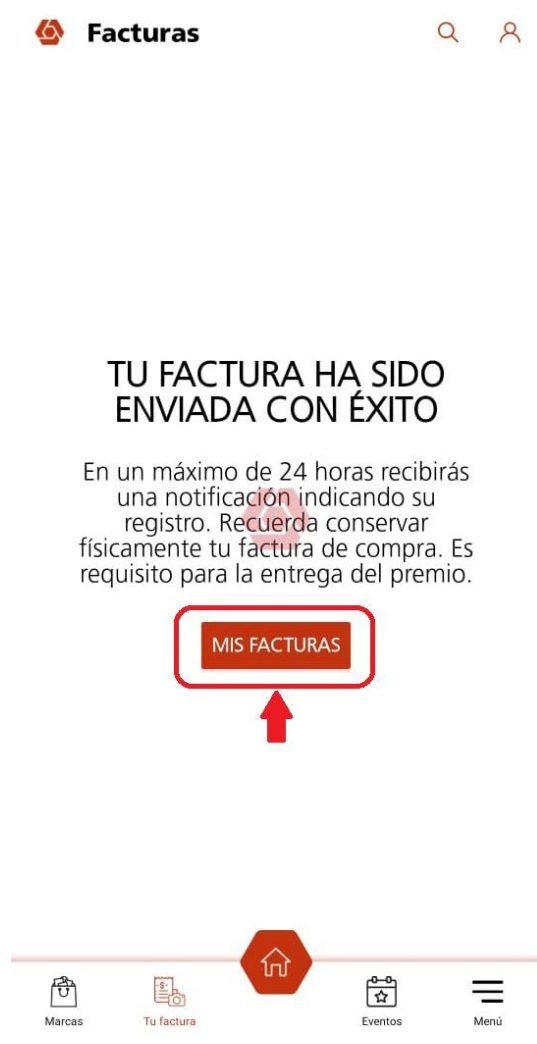 Facturas
TU FACTURA HA SIDO
ENVIADA CON ÉXITO
En un máximo de 24 horas recibirás
una notificación indicando su
registro. Recuerda conservar
físicamente tu factura de compra. Es
requisito para la entrega del premio.
MIS FACTURAS
Marcas
Tu factura
Eventos
Menú